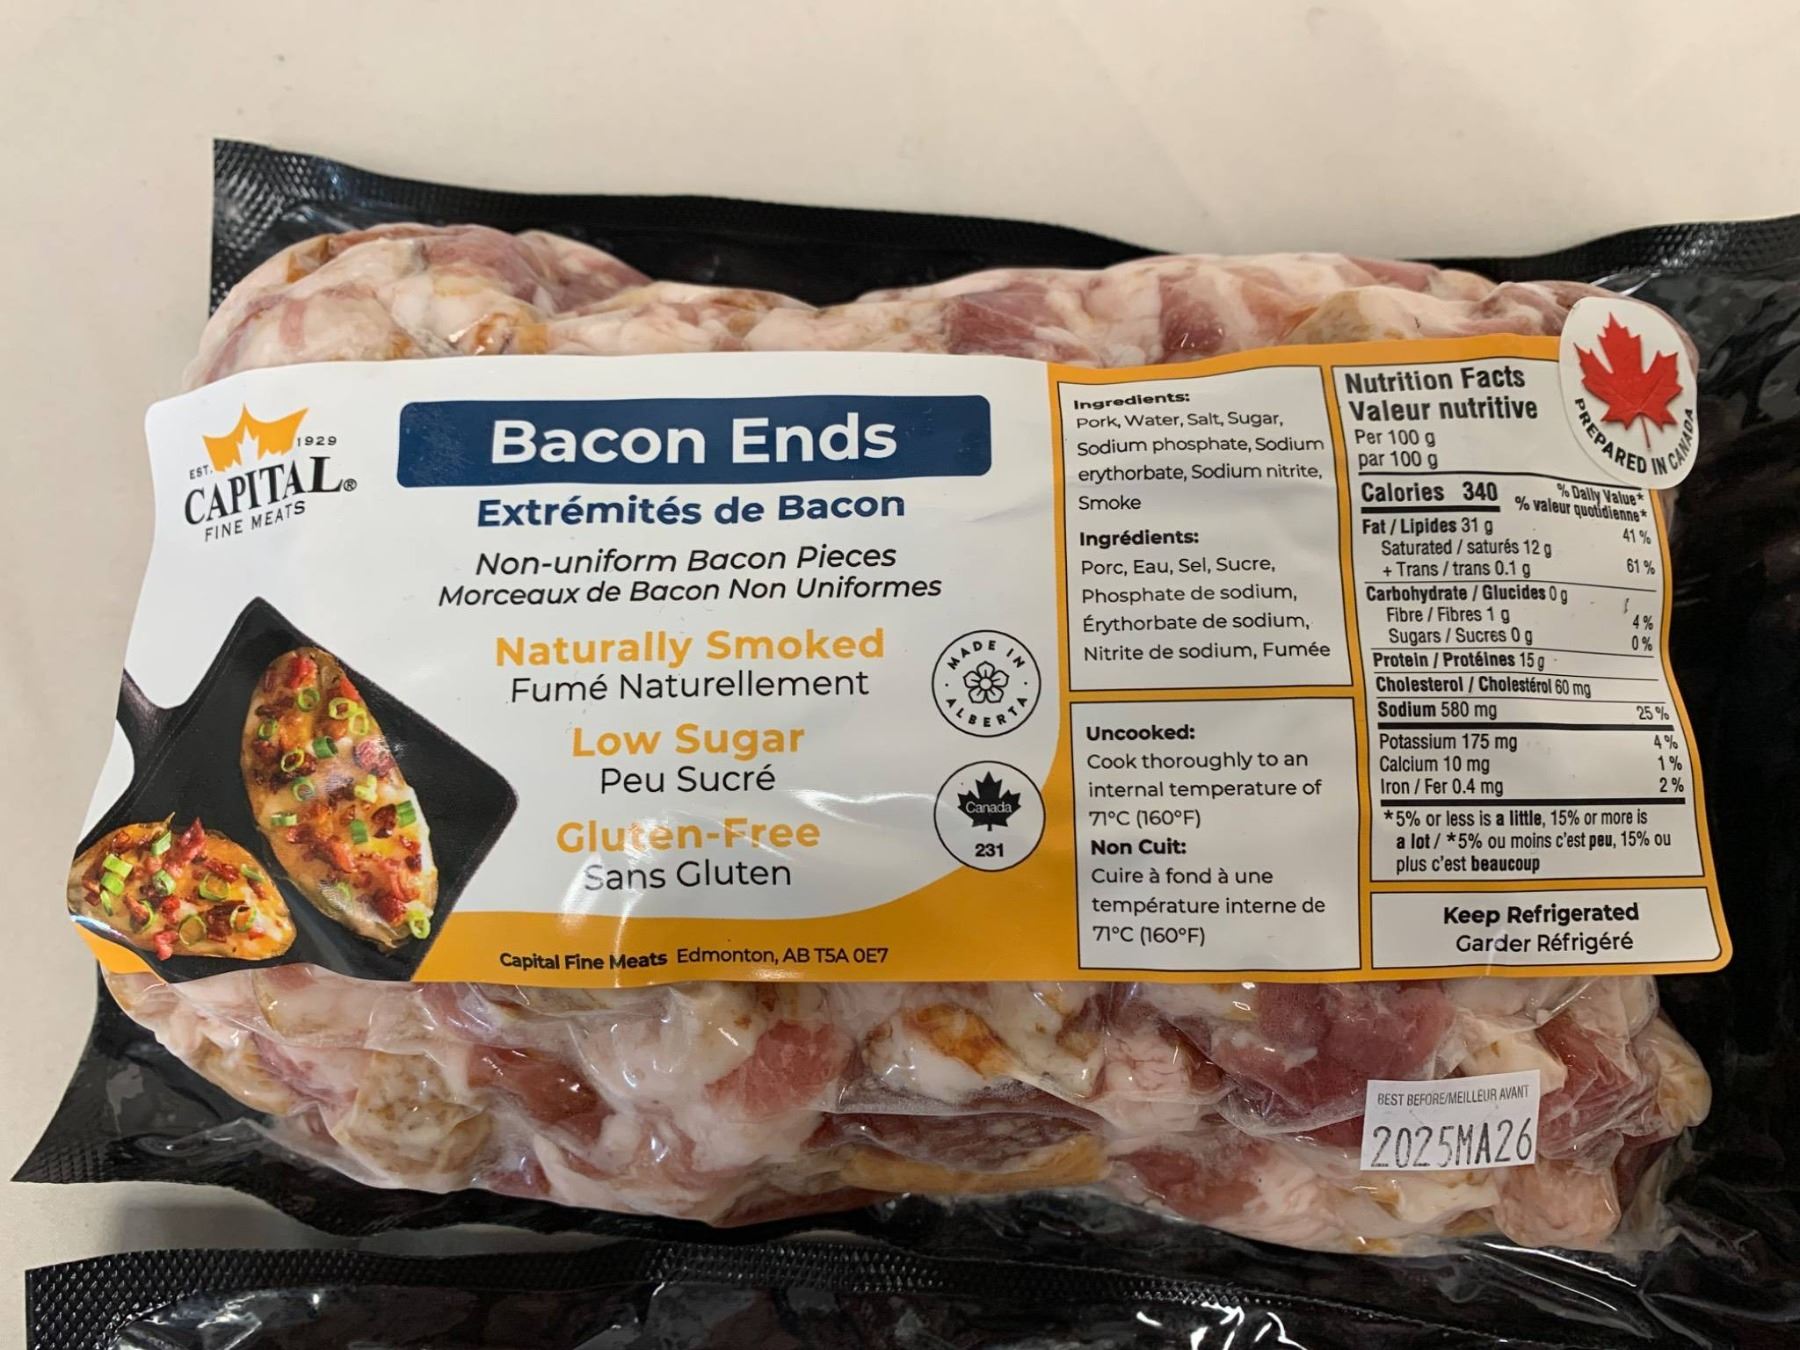 EST. 1929
CAPITAL®
FINE MEATS
Bacon Ends
Extrémités de Bacon
Non-uniform Bacon Pieces
Morceaux de Bacon Non Uniformes
Naturally Smoked
Fumé Naturellement
Low Sugar
Peu Sucré
Gluten-Free
Sans Gluten
Capital Fine Meats Edmonton, AB T5A 0E7
MADE IN
ALBERTA
Canada
231
Ingredients:
Pork, Water, Salt, Sugar,
Sodium phosphate, Sodium
erythorbate, Sodium nitrite,
Smoke
Ingrédients:
Porc, Eau, Sel, Sucre,
Phosphate de sodium,
Érythorbate de sodium,
Nitrite de sodium, Fumée
Uncooked:
Cook thoroughly to an
internal temperature of
71°C (160°F)
Non Cuit:
Cuire à fond à une
température interne de
71°C (160°F)
Nutrition Facts
Valeur nutritive
Per 100 g
par 100 g
Calories 340
% Daily Value*
% valeur quotidienne*
Fat / Lipides 31 g 41 %
Saturated / saturés 12 g
+ Trans / trans 0.1 g 61 %
Carbohydrate / Glucides 0 g
Fibre / Fibres 1 g 4 %
Sugars / Sucres 0 g 0 %
Protein / Protéines 15 g
Cholesterol / Cholestérol 60 mg
Sodium 580 mg 25 %
Potassium 175 mg 4 %
Calcium 10 mg 1 %
Iron / Fer 0.4 mg 2 %
*5% or less is a little, 15% or more is
a lot / *5% ou moins c'est peu, 15% ou
plus c'est beaucoup
Keep Refrigerated
Garder Réfrigéré
PREPARED IN CANADA
BEST BEFORE/MEILLEUR AVANT
2025MA26